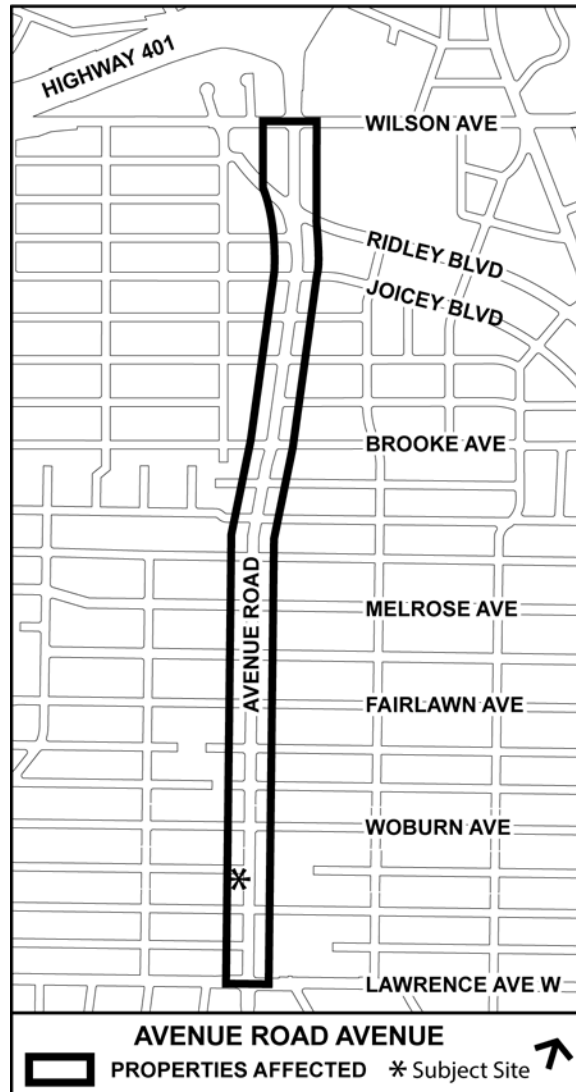 HIGHWAY 401
WILSON AVE
RIDLEY BLVD
JOICEY BLVD
BROOKE AVE
AVENUE ROAD
MELROSE AVE
FAIRLAWN AVE
WOBURN AVE
*
LAWRENCE AVE W
AVENUE ROAD AVENUE
PROPERTIES AFFECTED * Subject Site